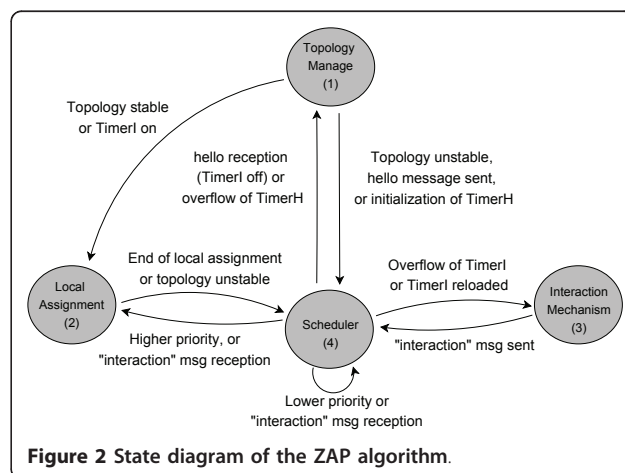 Topology
Manage
(1)
Topology stable
or TimerI on
hello reception
(TimerI off) or
overflow of TimerH
Topology unstable,
hello message sent,
or initialization of TimerH
End of local assignment
or topology unstable
Overflow of TimerI
or TimerI reloaded
Local
Assignment
(2)
Scheduler
(4)
Interaction
Mechanism
(3)
Higher priority, or
"interaction" msg reception
"interaction" msg sent
Lower priority or
"interaction" msg reception
Figure 2 State diagram of the ZAP algorithm.